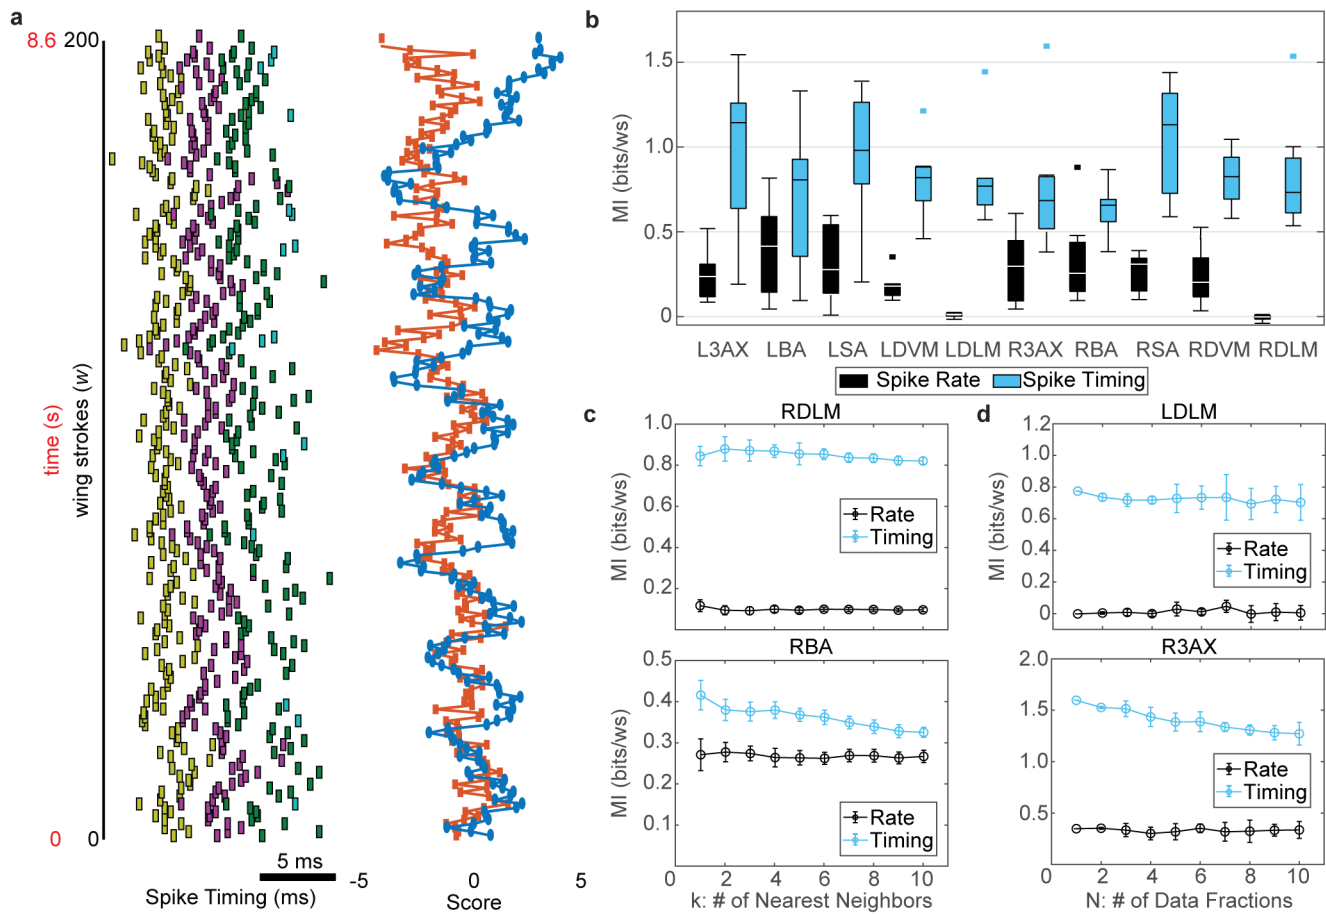 a
8.6 200
time (s)
wing strokes (w)
0 0
5 ms
Spike Timing (ms)
-5 0 5
Score
b
MI (bits/ws)
1.5
1.0
0.5
0
L3AX LBA LSA LDVM LDLM R3AX RBA RSA RDVM RDLM
Spike Rate Spike Timing
c
RDLM
MI (bits/ws)
1.0
0.8
0.6
0.4
0.2
Rate
Timing
RBA
MI (bits/ws)
0.5
0.4
0.3
0.2
0.1
Rate
Timing
0 2 4 6 8 10
k: # of Nearest Neighbors
d
LDLM
MI (bits/ws)
1.2
1.0
0.8
0.6
0.4
0.2
0
Rate
Timing
R3AX
2.0
1.5
1.0
0.5
Rate
Timing
0 2 4 6 8 10
N: # of Data Fractions